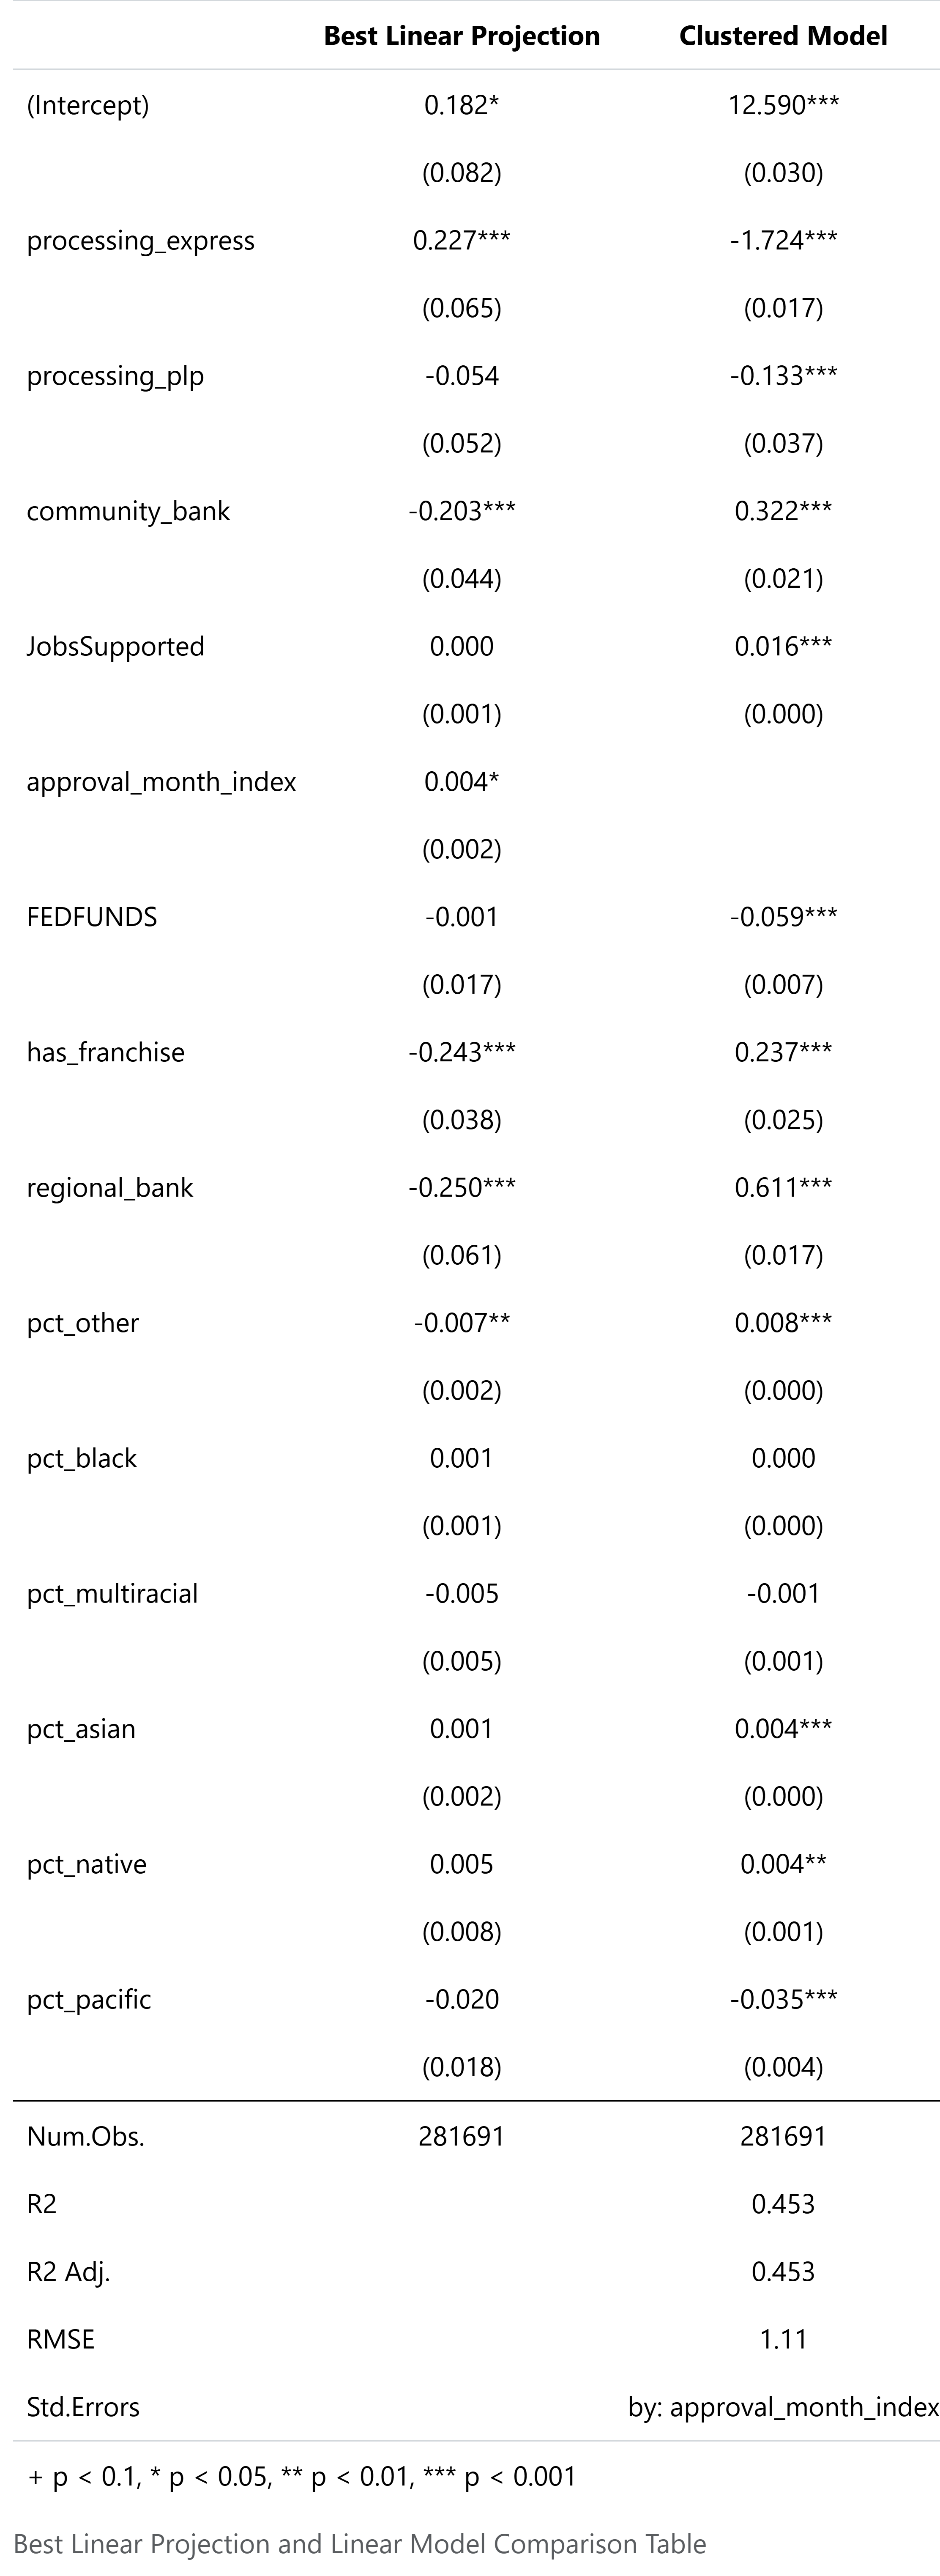 Best Linear Projection Clustered Model
(Intercept) 0.182* 12.590***
(0.082) (0.030)
processing_express 0.227*** -1.724***
(0.065) (0.017)
processing_plp -0.054 -0.133***
(0.052) (0.037)
community_bank -0.203*** 0.322***
(0.044) (0.021)
JobsSupported 0.000 0.016***
(0.001) (0.000)
approval_month_index 0.004*
(0.002)
FEDFUNDS -0.001 -0.059***
(0.017) (0.007)
has_franchise -0.243*** 0.237***
(0.038) (0.025)
regional_bank -0.250*** 0.611***
(0.061) (0.017)
pct_other -0.007** 0.008***
(0.002) (0.000)
pct_black 0.001 0.000
(0.001) (0.000)
pct_multiracial -0.005 -0.001
(0.005) (0.001)
pct_asian 0.001 0.004***
(0.002) (0.000)
pct_native 0.005 0.004**
(0.008) (0.001)
pct_pacific -0.020 -0.035***
(0.018) (0.004)
Num.Obs. 281691 281691
R2 0.453
R2 Adj. 0.453
RMSE 1.11
Std.Errors by: approval_month_index
+ p < 0.1, * p < 0.05, ** p < 0.01, *** p < 0.001
Best Linear Projection and Linear Model Comparison Table